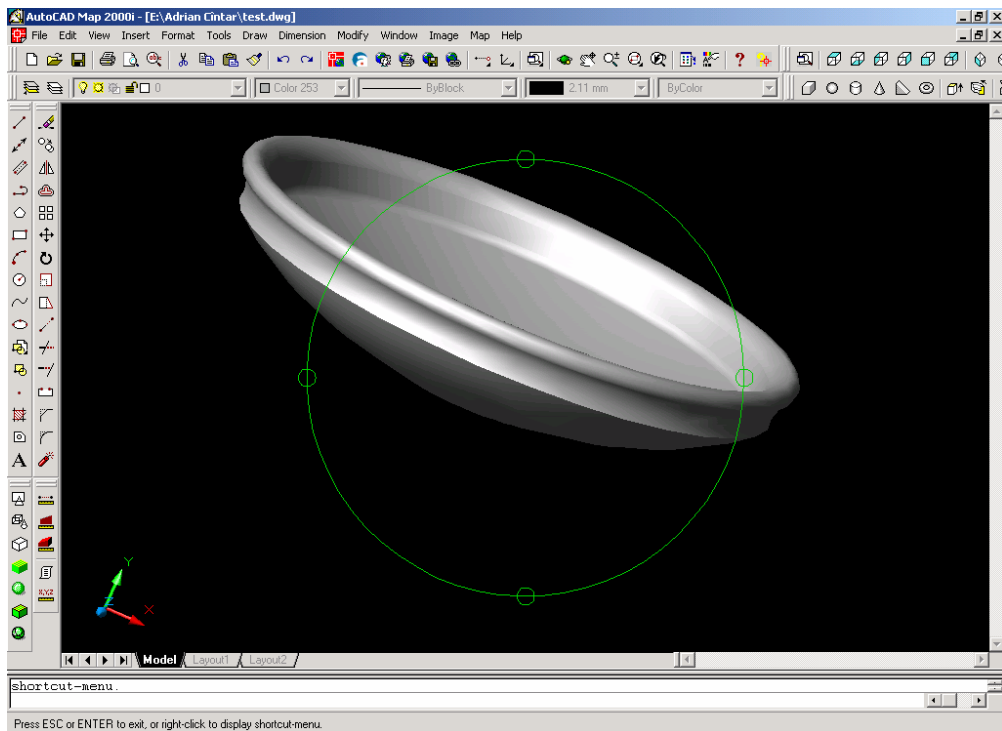 AutoCAD Map 2000i - [E:\Adrian Cîntar\test.dwg]
File Edit View Insert Format Tools Draw Dimension Modify Window Image Map Help
0 Color 253 ByBlock 2.11 mm ByColor
A
X,Y,Z
Y
X
Model Layout1 Layout2
shortcut-menu.
Press ESC or ENTER to exit, or right-click to display shortcut-menu.